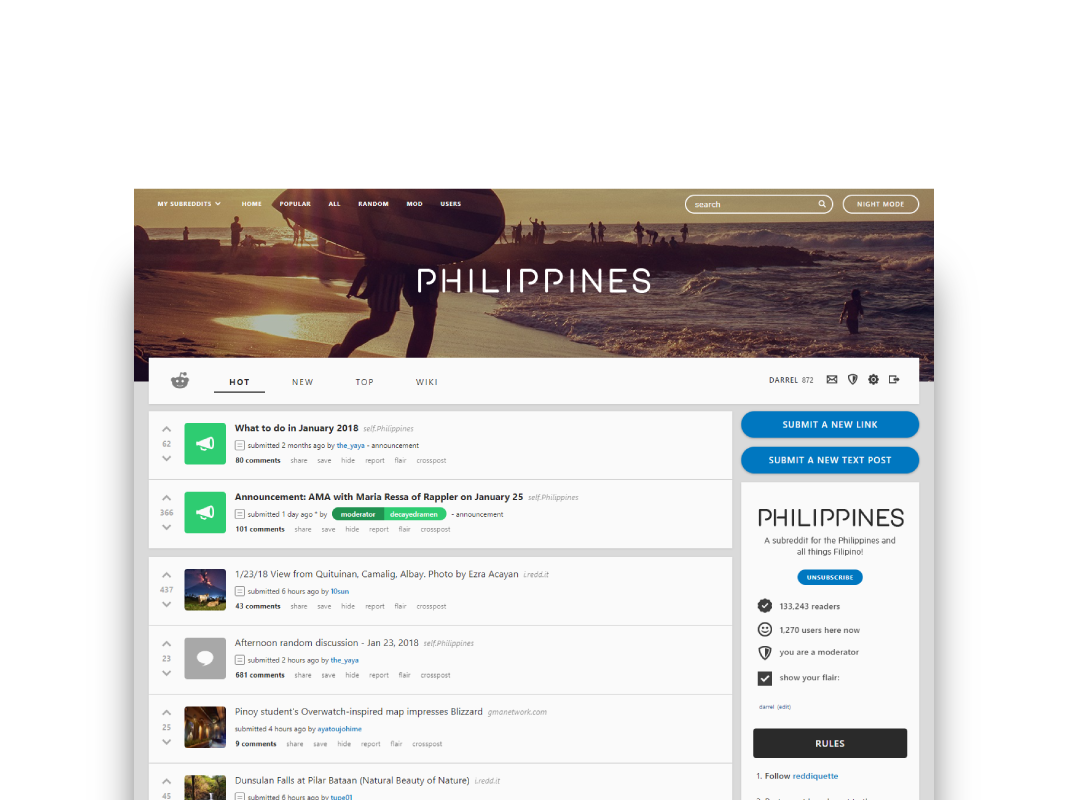 MY SUBREDDITS HOME POPULAR ALL RANDOM MOD USERS
search
NIGHT MODE
PHILIPPINES
HOT NEW TOP WIKI
DARREL 872
62
What to do in January 2018 self.Philippines
submitted 2 months ago by the_yaya - announcement
80 comments share save hide report flair crosspost
366
Announcement: AMA with Maria Ressa of Rappler on January 25 self.Philippines
submitted 1 day ago * by moderator decayedramen - announcement
101 comments share save hide report flair crosspost
437
1/23/18 View from Quituinan, Camalig, Albay. Photo by Ezra Acayan i.redd.it
submitted 6 hours ago by 10sun_
43 comments share save hide report flair crosspost
23
Afternoon random discussion - Jan 23, 2018 self.Philippines
submitted 2 hours ago by the_yaya
681 comments share save hide report flair crosspost
25
Pinoy student's Overwatch-inspired map impresses Blizzard gmanetwork.com
submitted 4 hours ago by ayatoujohime
9 comments share save hide report flair crosspost
45
Dunsulan Falls at Pilar Bataan (Natural Beauty of Nature) i.redd.it
submitted 6 hours ago by tupe01
SUBMIT A NEW LINK
SUBMIT A NEW TEXT POST
PHILIPPINES
A subreddit for the Philippines and
all things Filipino!
UNSUBSCRIBE
133,243 readers
1,270 users here now
you are a moderator
show your flair:
darrel (edit)
RULES
1. Follow reddiquette